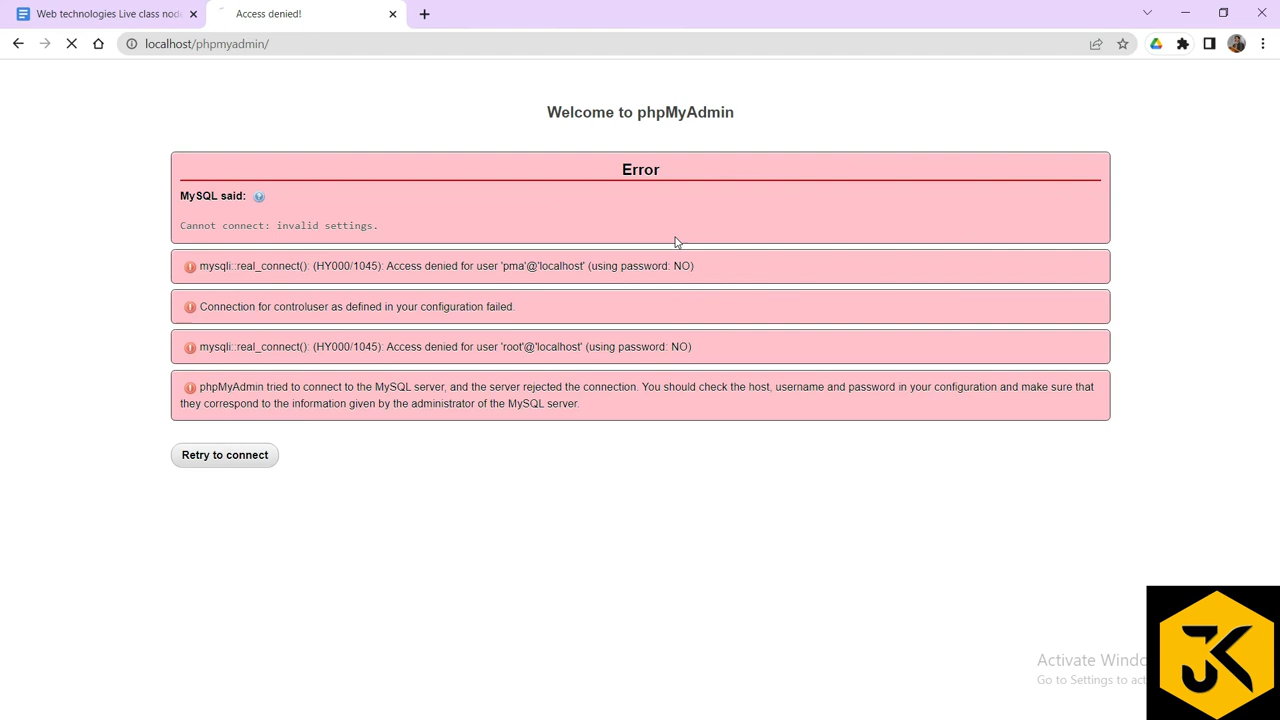 Web technologies Live class node
Access denied!
localhost/phpmyadmin/
Welcome to phpMyAdmin
Error
MySQL said:
Cannot connect: invalid settings.
mysqli::real_connect(): (HY000/1045): Access denied for user 'pma'@'localhost' (using password: NO)
Connection for controluser as defined in your configuration failed.
mysqli::real_connect(): (HY000/1045): Access denied for user 'root'@'localhost' (using password: NO)
phpMyAdmin tried to connect to the MySQL server, and the server rejected the connection. You should check the host, username and password in your configuration and make sure that
they correspond to the information given by the administrator of the MySQL server.
Retry to connect
Activate Windo
Go to Settings to act
JK